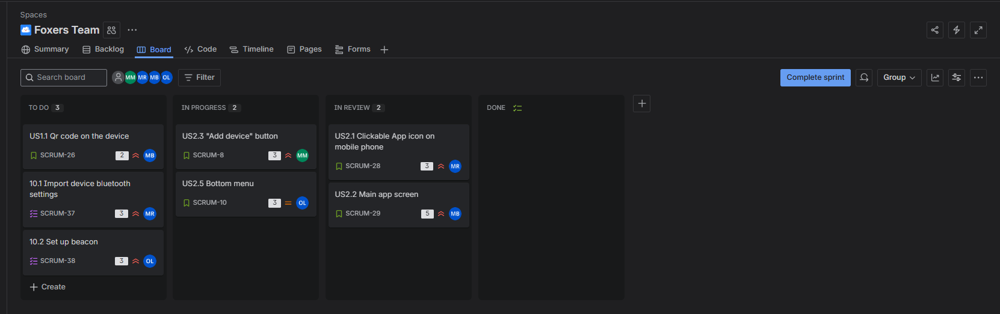 Spaces
Foxers Team
Summary
Backlog
Board
Code
Timeline
Pages
Forms
Search board
MM
MR
MB
OL
Filter
Complete sprint
Group
TO DO 3
US1.1 Qr code on the device
SCRUM-26
2
MB
10.1 Import device bluetooth
settings
SCRUM-37
3
MR
10.2 Set up beacon
SCRUM-38
3
OL
Create
IN PROGRESS 2
US2.3 "Add device" button
SCRUM-8
3
MM
US2.5 Bottom menu
SCRUM-10
3
OL
IN REVIEW 2
US2.1 Clickable App icon on
mobile phone
SCRUM-28
3
MR
US2.2 Main app screen
SCRUM-29
5
MB
DONE